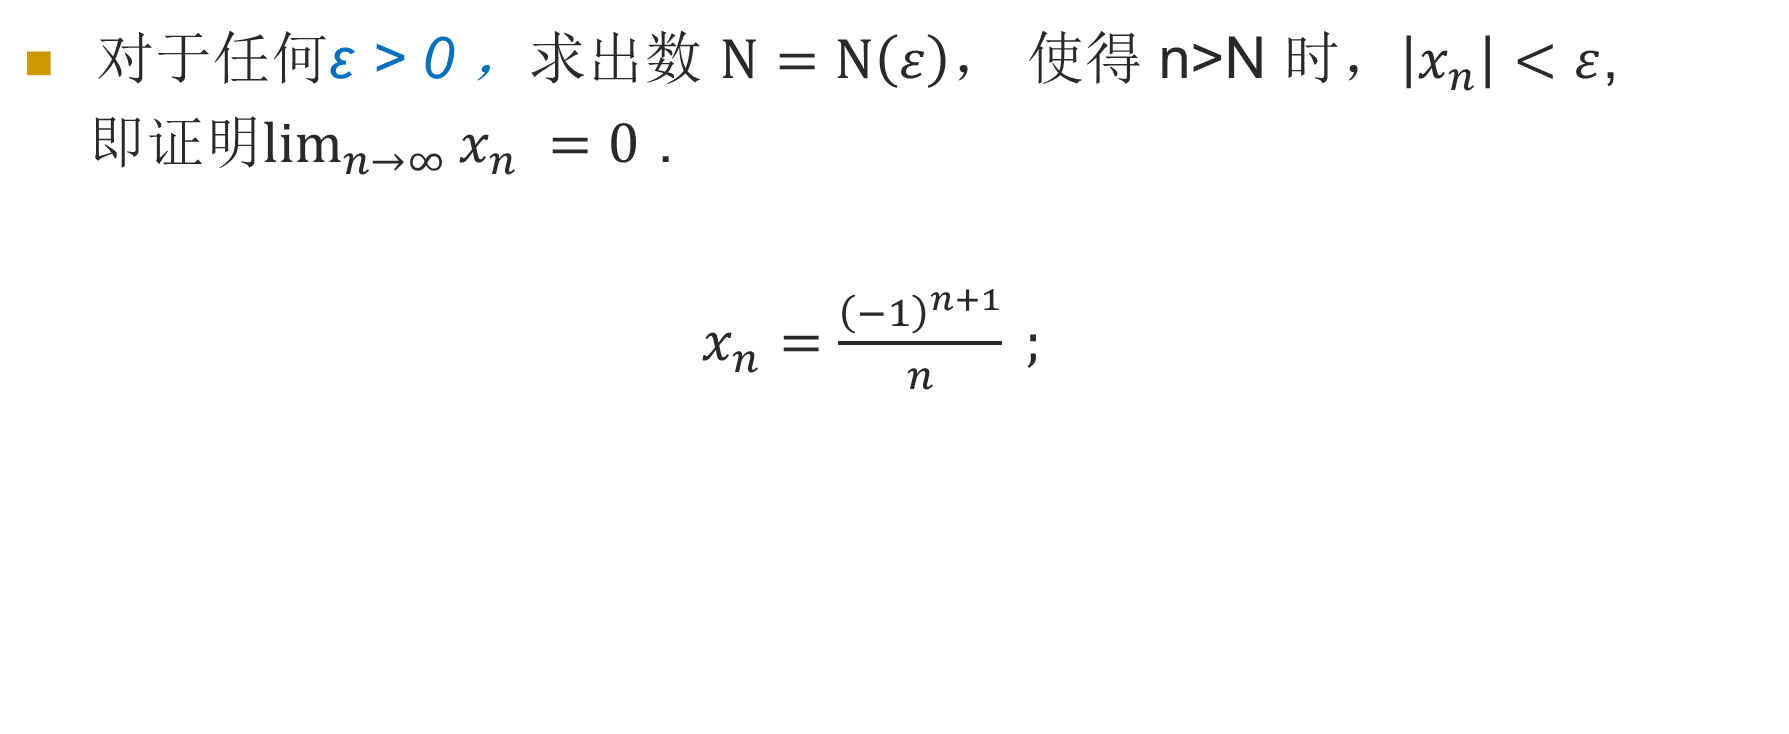 对于任何ε > 0，求出数 N = N(ε)， 使得 n>N 时，|xₙ| < ε,
即证明limₙ→∞ xₙ = 0 .
xₙ = (−1)ⁿ⁺¹/n ;